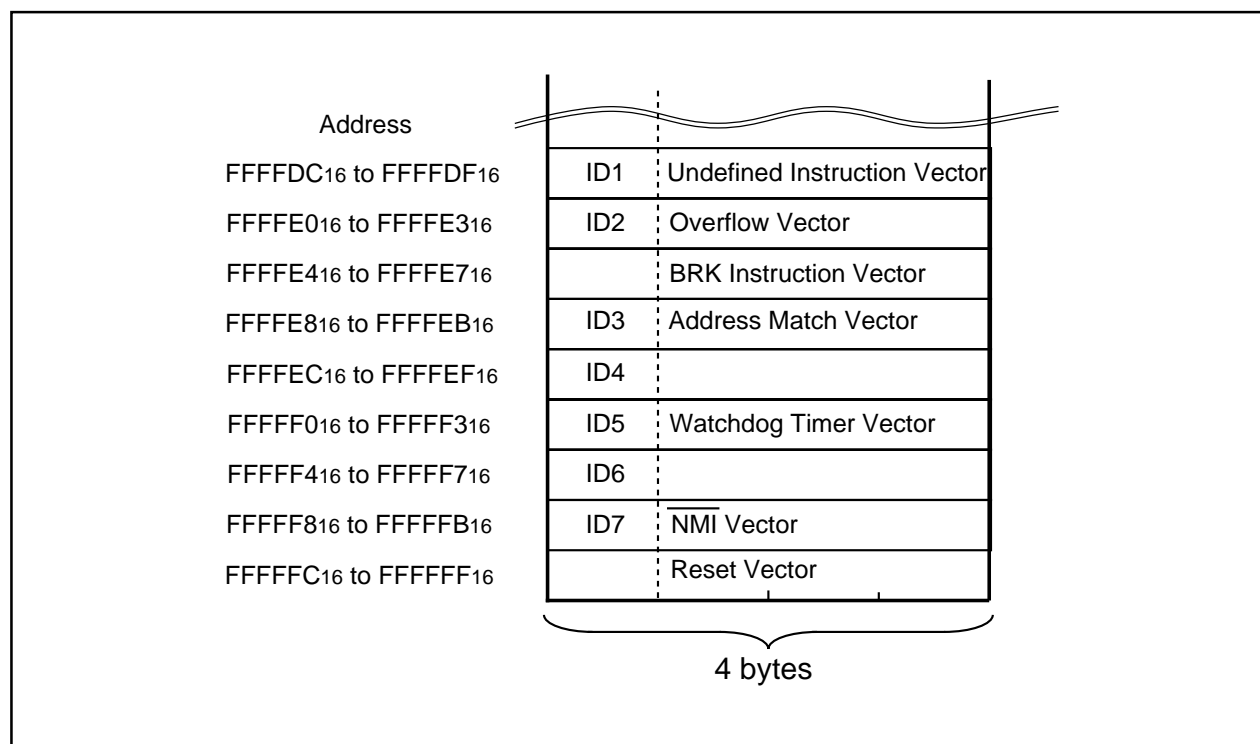 Address
FFFFDC16 to FFFFDF16 ID1 Undefined Instruction Vector
FFFFE016 to FFFFE316 ID2 Overflow Vector
FFFFE416 to FFFFE716 BRK Instruction Vector
FFFFE816 to FFFFEB16 ID3 Address Match Vector
FFFFEC16 to FFFFEF16 ID4
FFFFF016 to FFFFF316 ID5 Watchdog Timer Vector
FFFFF416 to FFFFF716 ID6
FFFFF816 to FFFFFB16 ID7 NMI Vector
FFFFFC16 to FFFFFF16 Reset Vector
4 bytes